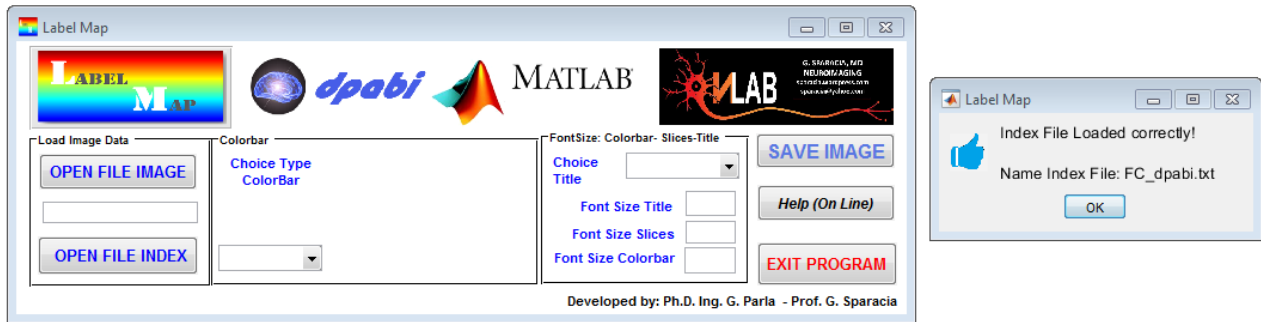 Label Map
LABEL
MAP
dpabi
MATLAB
G. SPARACIA, MD
NEUROIMAGING
LAB
Load Image Data
OPEN FILE IMAGE
OPEN FILE INDEX
Colorbar
Choice Type
ColorBar
FontSize: Colorbar- Slices-Title
Choice
Title
Font Size Title
Font Size Slices
Font Size Colorbar
SAVE IMAGE
Help (On Line)
EXIT PROGRAM
Developed by: Ph.D. Ing. G. Parla - Prof. G. Sparacia
Label Map
Index File Loaded correctly!
Name Index File: FC_dpabi.txt
OK